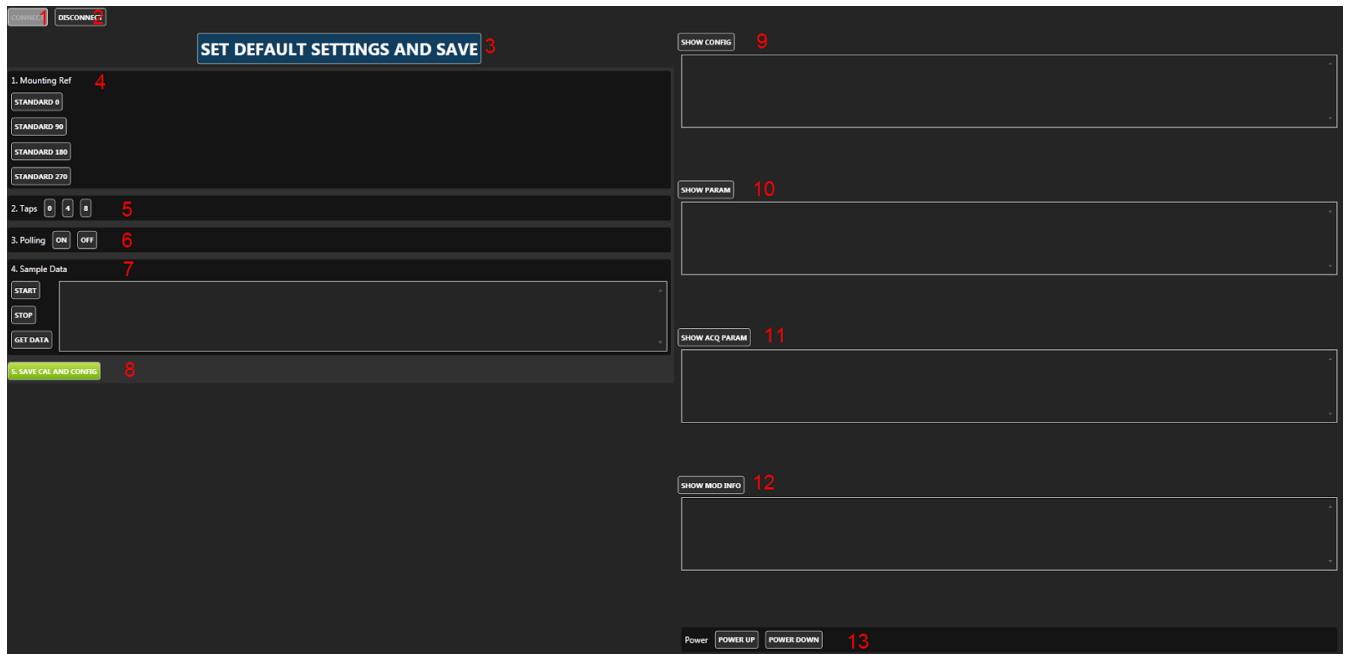 CONNECT 1 DISCONNECT 2
SET DEFAULT SETTINGS AND SAVE 3
1. Mounting Ref 4
STANDARD 0
STANDARD 90
STANDARD 180
STANDARD 270
2. Taps 0 4 8 5
3. Polling ON OFF 6
4. Sample Data 7
START
STOP
GET DATA
5. SAVE CAL AND CONFIG 8
SHOW CONFIG 9
SHOW PARAM 10
SHOW ACQ PARAM 11
SHOW MOD INFO 12
Power POWER UP POWER DOWN 13